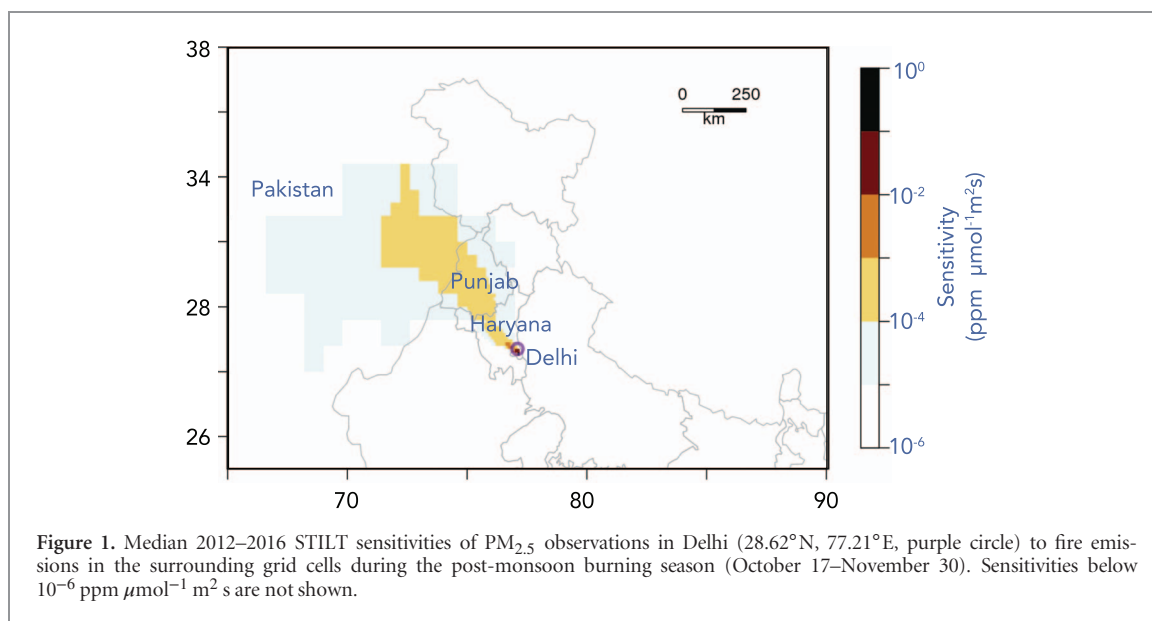 38
34
28
26
70
80
90
0 250
km
Pakistan
Punjab
Haryana
Delhi
10⁰
10⁻²
10⁻⁴
10⁻⁶
Sensitivity
(ppm μmol⁻¹m²s)
Figure 1. Median 2012–2016 STILT sensitivities of PM₂.₅ observations in Delhi (28.62°N, 77.21°E, purple circle) to fire emis-
sions in the surrounding grid cells during the post-monsoon burning season (October 17–November 30). Sensitivities below
10⁻⁶ ppm μmol⁻¹ m² s are not shown.